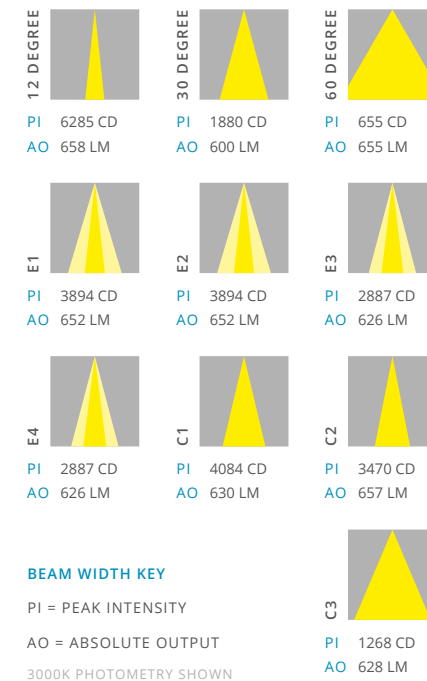 12 DEGREE
PI 6285 CD
AO 658 LM
30 DEGREE
PI 1880 CD
AO 600 LM
60 DEGREE
PI 655 CD
AO 655 LM
E1
PI 3894 CD
AO 652 LM
E2
PI 3894 CD
AO 652 LM
E3
PI 2887 CD
AO 626 LM
E4
PI 2887 CD
AO 626 LM
C1
PI 4084 CD
AO 630 LM
C2
PI 3470 CD
AO 657 LM
C3
PI 1268 CD
AO 628 LM
BEAM WIDTH KEY
PI = PEAK INTENSITY
AO = ABSOLUTE OUTPUT
3000K PHOTOMETRY SHOWN